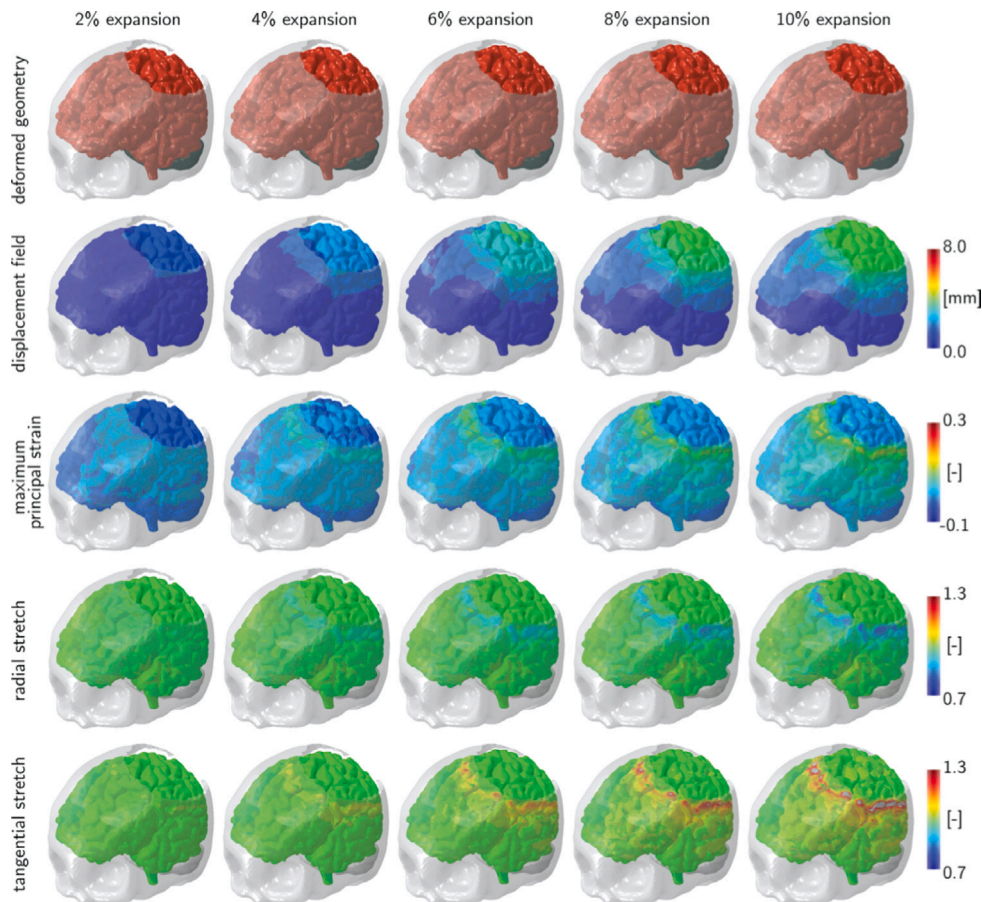 2% expansion 4% expansion 6% expansion 8% expansion 10% expansion
deformed geometry
displacement field
8.0
[mm]
0.0
maximum
principal strain
0.3
[-]
-0.1
radial stretch
1.3
[-]
0.7
tangential stretch
1.3
[-]
0.7